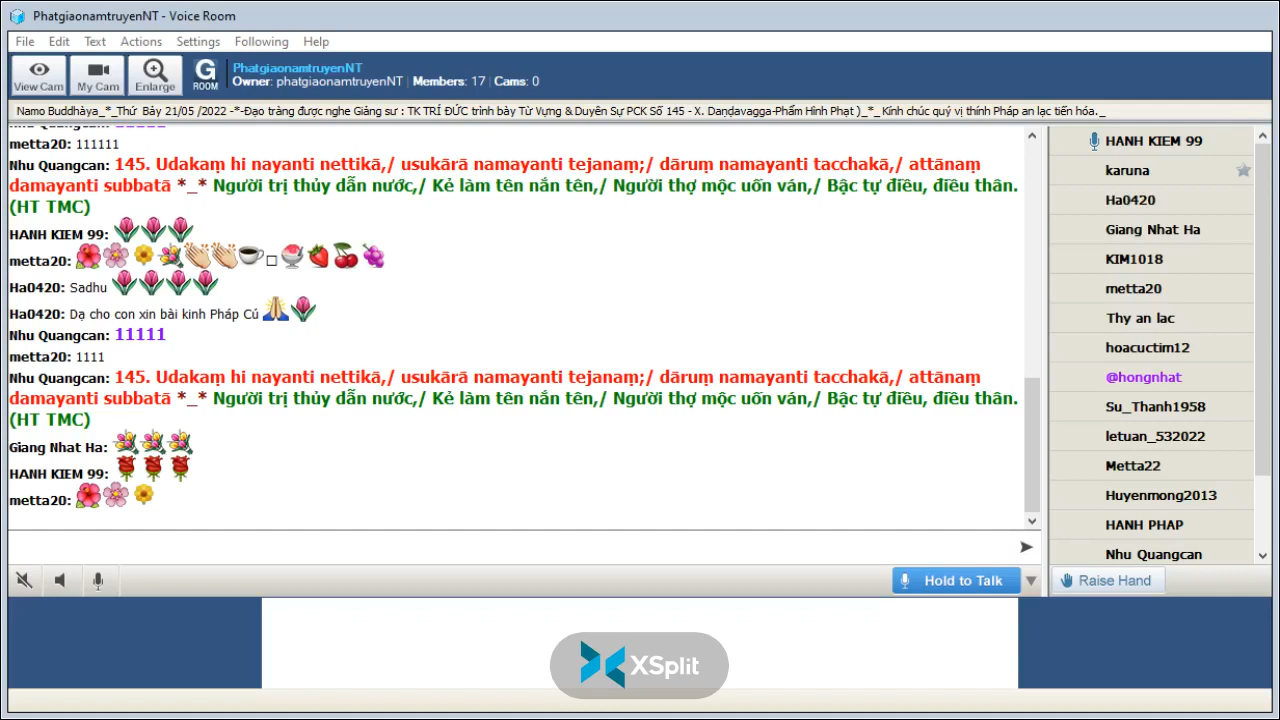 PhatgiaonamtruyenNT - Voice Room
File Edit Text Actions Settings Following Help
View Cam My Cam Enlarge G ROOM
PhatgiaonamtruyenNT
Owner: phatgiaonamtruyenNT | Members: 17 | Cams: 0
Namo Buddhàya_*_Thứ Bảy 21/05 /2022 -*-Đạo tràng được nghe Giảng sư : TK TRÍ ĐỨC trình bày Từ Vựng & Duyên Sự PCK Số 145 - X. Daṇḍavagga-Phẩm Hình Phạt )_*_ Kính chúc quý vị thính Pháp an lạc tiến hóa._
metta20: 111111
Nhu Quangcan: 145. Udakaṃ hi nayanti nettikā,/ usukārā namayanti tejanaṃ;/ dāruṃ namayanti tacchakā,/ attānaṃ
damayanti subbatā *_* Người trị thủy dẫn nước,/ Kẻ làm tên nắn tên,/ Người thợ mộc uốn ván,/ Bậc tự điều, điều thân.
(HT TMC)
HANH KIEM 99:
metta20:
Ha0420: Sadhu
Ha0420: Dạ cho con xin bài kinh Pháp Cú
Nhu Quangcan: 11111
metta20: 1111
Nhu Quangcan: 145. Udakaṃ hi nayanti nettikā,/ usukārā namayanti tejanaṃ;/ dāruṃ namayanti tacchakā,/ attānaṃ
damayanti subbatā *_* Người trị thủy dẫn nước,/ Kẻ làm tên nắn tên,/ Người thợ mộc uốn ván,/ Bậc tự điều, điều thân.
(HT TMC)
Giang Nhat Ha:
HANH KIEM 99:
metta20:
HANH KIEM 99
karuna
Ha0420
Giang Nhat Ha
KIM1018
metta20
Thy an lac
hoacuctim12
@hongnhat
Su_Thanh1958
letuan_532022
Metta22
Huyenmong2013
HANH PHAP
Nhu Quangcan
Hold to Talk
Raise Hand
XSplit